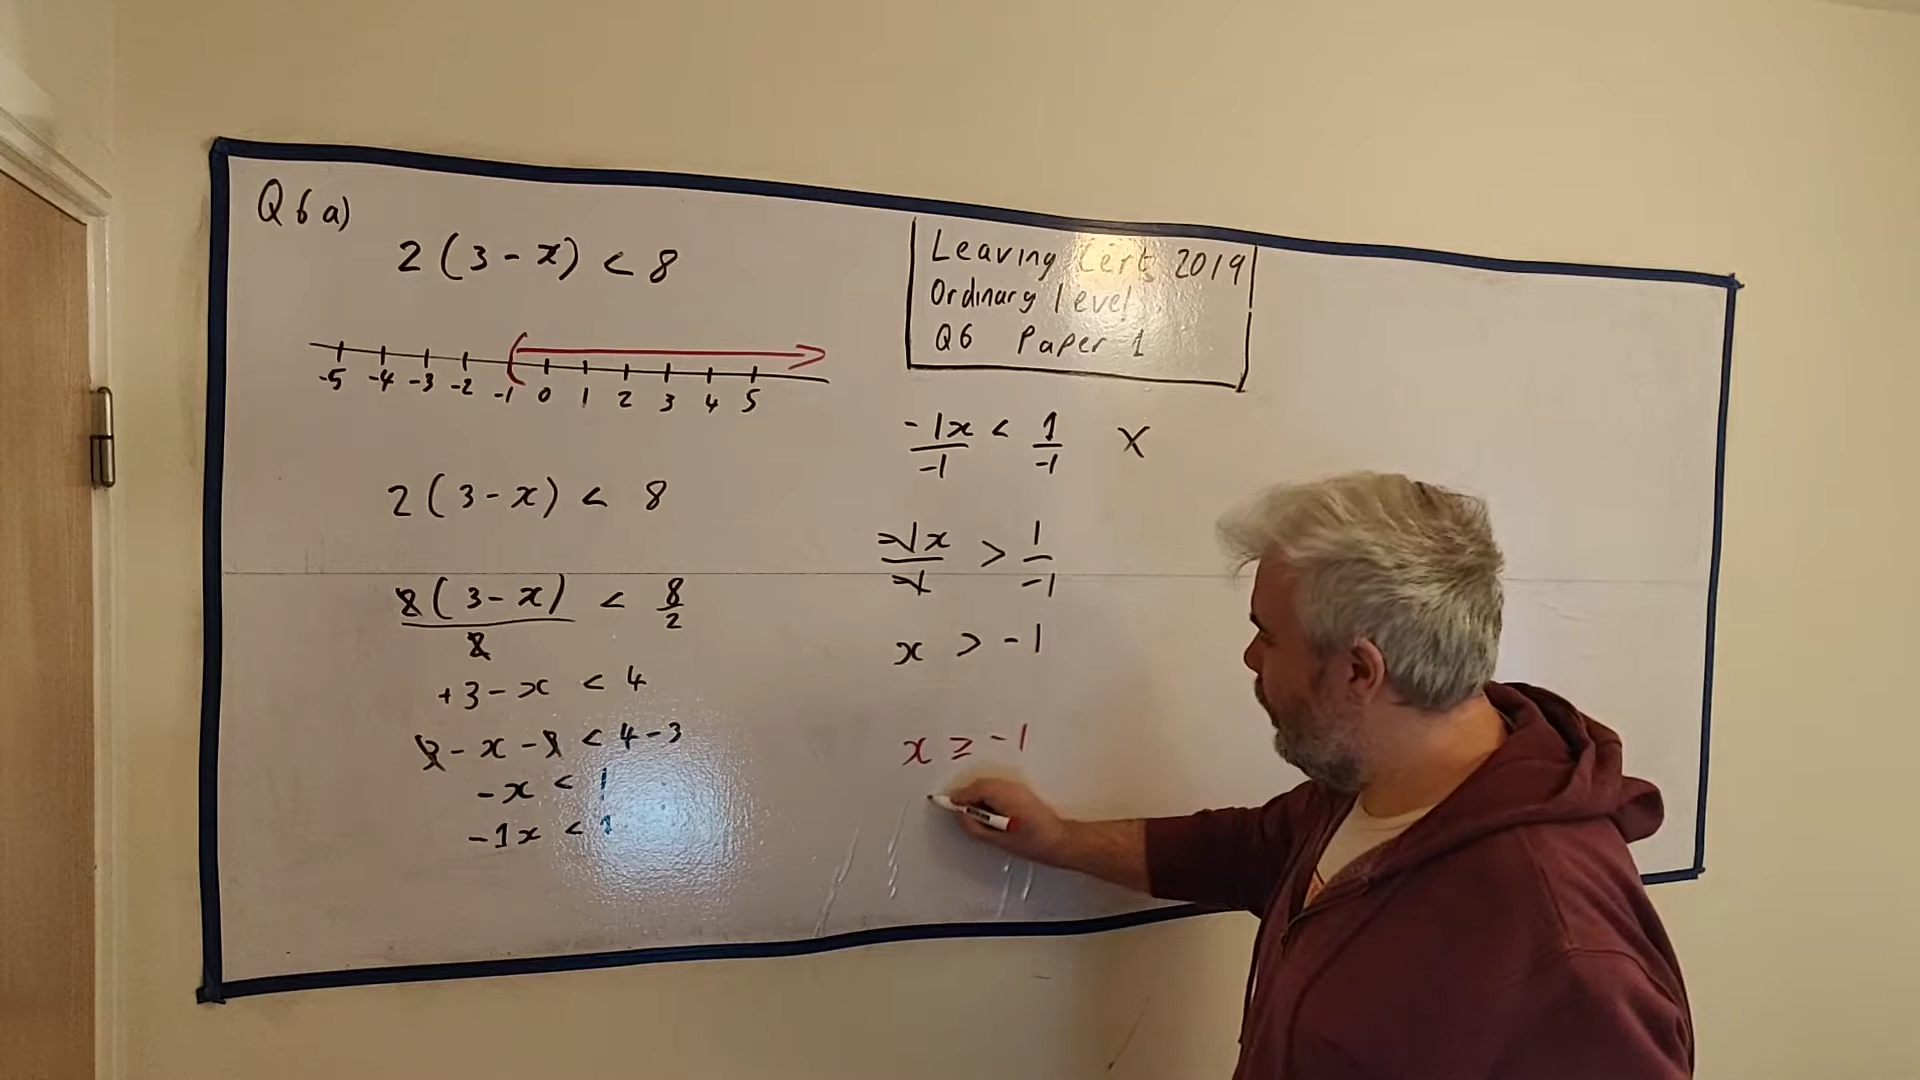 Q6a)
2(3-x) < 8
-5 -4 -3 -2 -1 0 1 2 3 4 5
2(3-x) < 8
2(3-x)/2 < 8/2
+3-x < 4
3-x-3 < 4-3
-x < 1
-1x < 1
Leaving Cert 2019
Ordinary level
Q6 Paper 1
-1x/-1 < 1/-1 X
-1x/-1 > 1/-1
x > -1
x ≥ -1